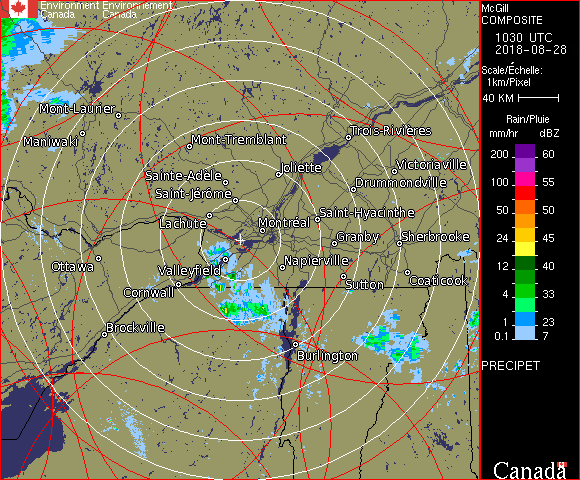 Environment Environnement
Canada Canada
McGill
COMPOSITE
1030 UTC
2018-08-28
Scale/Échelle:
1km/Pixel
40 KM
Rain/Pluie
mm/hr dBZ
200 60
100 55
50 50
24 45
12 40
4 33
2 23
0.1 7
PRECIPET
Canada
Mont-Laurier
Maniwaki
Mont-Tremblant
Trois-Rivières
Sainte-Adèle
Joliette
Victoriaville
Saint-Jérôme
Drummondville
Lachute
Montréal
Saint-Hyacinthe
Ottawa
Valleyfield
Granby
Sherbrooke
Napierville
Cornwall
Sutton
Coaticook
Brockville
Burlington